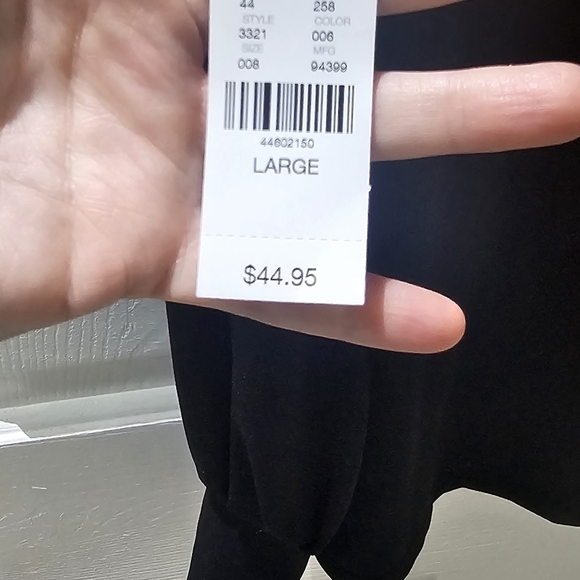 44 258
STYLE COLOR
3321 006
SIZE MFG
008 94399
44602150
LARGE
$44.95